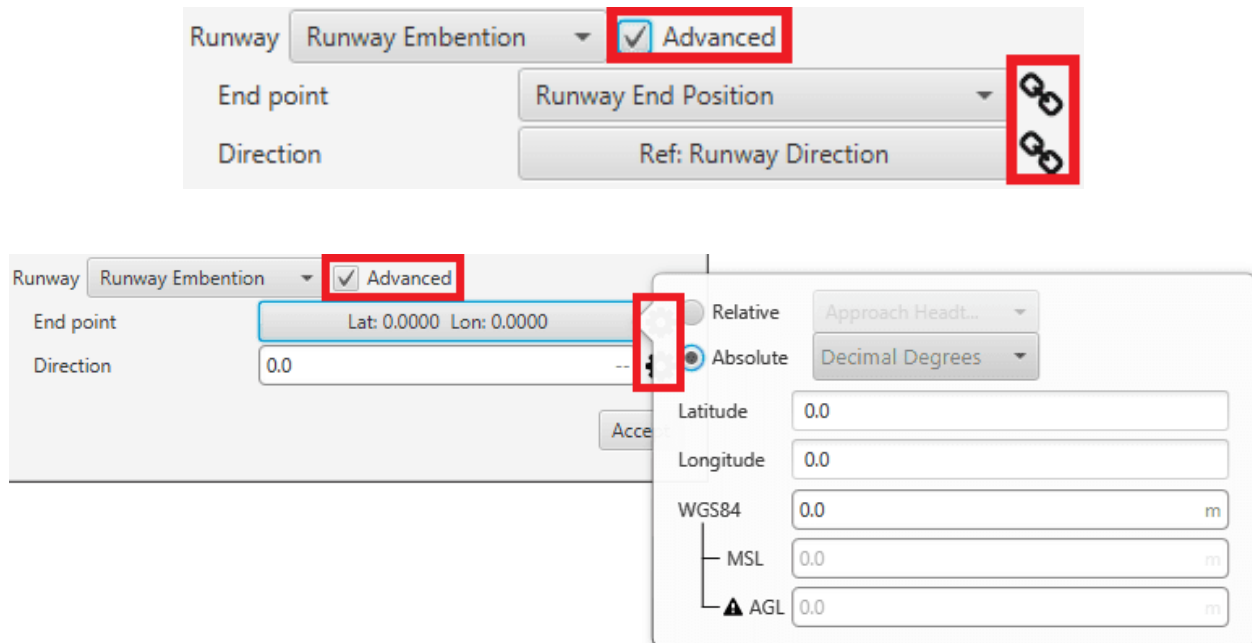 Runway Runway Embention Advanced
End point Runway End Position
Direction Ref: Runway Direction
Runway Runway Embention Advanced
End point Lat: 0.0000 Lon: 0.0000
Direction 0.0 --
Relative Approach Headt...
Absolute Decimal Degrees
Latitude 0.0
Longitude 0.0
Acce
WGS84 0.0 m
MSL 0.0 m
AGL 0.0 m